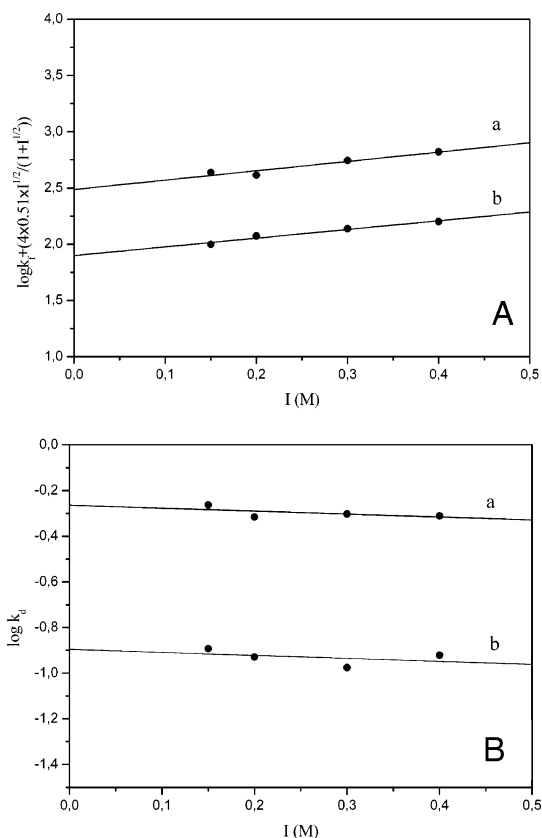 4,0
3,5
3,0
2,5
2,0
1,5
1,0
logk_f+(4x0.51xI^1/2/(1+I^1/2))
a
b
A
0,0 0,1 0,2 0,3 0,4 0,5
I (M)
0,0
-0,2
-0,4
-0,6
-0,8
-1,0
-1,2
-1,4
log k_d
a
b
B
0,0 0,1 0,2 0,3 0,4 0,5
I (M)